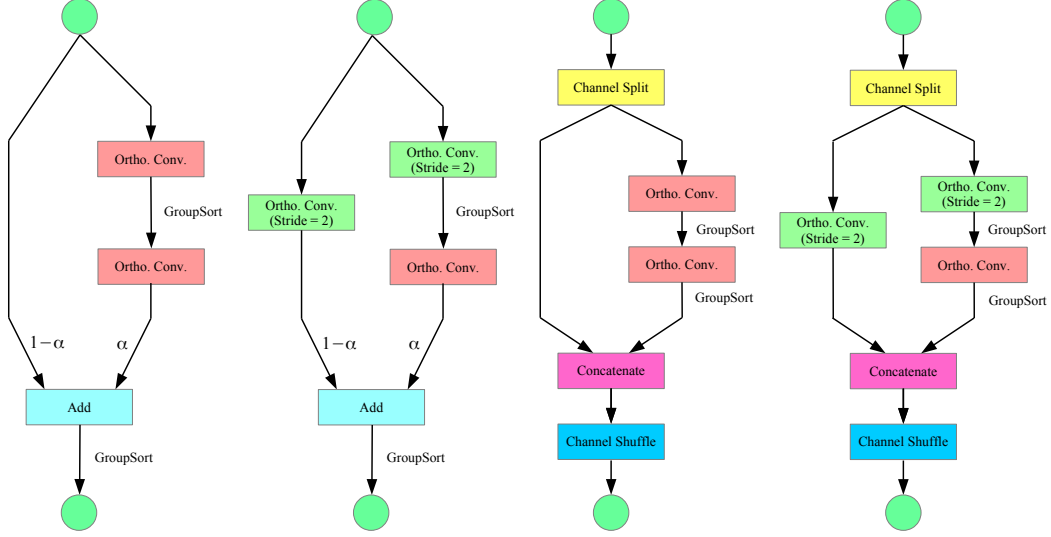 Ortho. Conv.
GroupSort
Ortho. Conv.
1−α
α
Add
GroupSort
Ortho. Conv.
(Stride = 2)
Ortho. Conv.
(Stride = 2)
GroupSort
Ortho. Conv.
1−α
α
Add
GroupSort
Channel Split
Ortho. Conv.
GroupSort
Ortho. Conv.
GroupSort
Concatenate
Channel Shuffle
Channel Split
Ortho. Conv.
(Stride = 2)
Ortho. Conv.
(Stride = 2)
GroupSort
Ortho. Conv.
GroupSort
Concatenate
Channel Shuffle